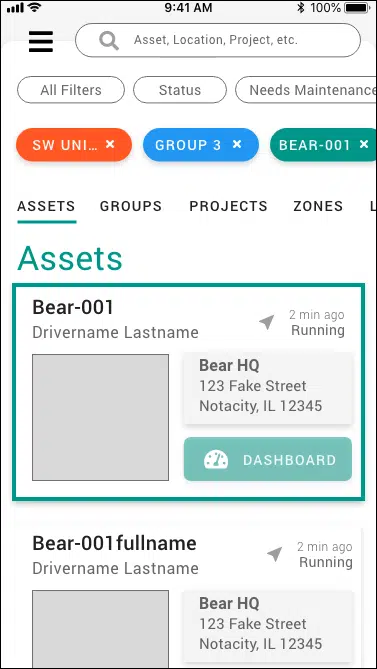 9:41 AM
100%
Asset, Location, Project, etc.
All Filters
Status
Needs Maintenance
SW UNI... ×
GROUP 3 ×
BEAR-001 ×
ASSETS
GROUPS
PROJECTS
ZONES
L
Assets
Bear-001
Drivername Lastname
2 min ago
Running
Bear HQ
123 Fake Street
Notacity, IL 12345
DASHBOARD
Bear-001fullname
Drivername Lastname
2 min ago
Running
Bear HQ
123 Fake Street
Notacity, IL 12345